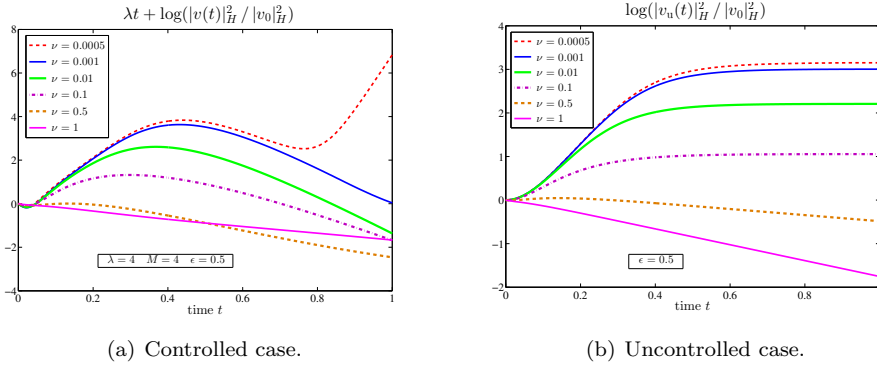 λt + log(|v(t)|²_H / |v₀|²_H)
8
6
4
2
0
−2
−4
ν = 0.0005
ν = 0.001
ν = 0.01
ν = 0.1
ν = 0.5
ν = 1
λ = 4 M = 4 ϵ = 0.5
0 0.2 0.4 0.6 0.8 1
time t
(a) Controlled case.
log(|v_u(t)|²_H / |v₀|²_H)
4
3
2
1
0
−1
−2
ν = 0.0005
ν = 0.001
ν = 0.01
ν = 0.1
ν = 0.5
ν = 1
ϵ = 0.5
0 0.2 0.4 0.6 0.8
time t
(b) Uncontrolled case.